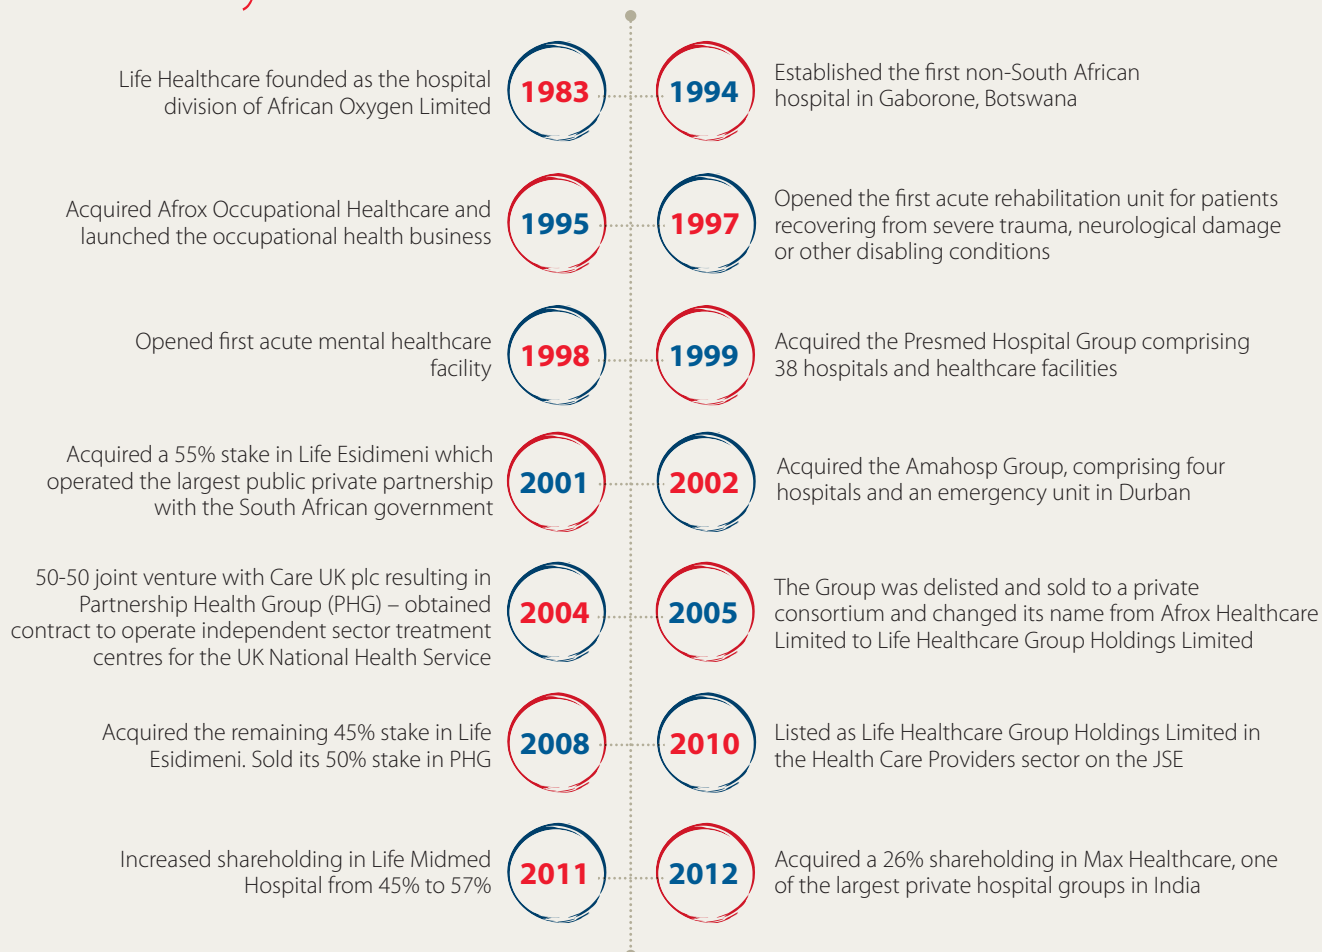 Life Healthcare founded as the hospital
division of African Oxygen Limited
1983
1994
Established the first non-South African
hospital in Gaborone, Botswana
Acquired Afrox Occupational Healthcare and
launched the occupational health business
1995
1997
Opened the first acute rehabilitation unit for patients
recovering from severe trauma, neurological damage
or other disabling conditions
Opened first acute mental healthcare
facility
1998
1999
Acquired the Presmed Hospital Group comprising
38 hospitals and healthcare facilities
Acquired a 55% stake in Life Esidimeni which
operated the largest public private partnership
with the South African government
2001
2002
Acquired the Amahosp Group, comprising four
hospitals and an emergency unit in Durban
50-50 joint venture with Care UK plc resulting in
Partnership Health Group (PHG) – obtained
contract to operate independent sector treatment
centres for the UK National Health Service
2004
2005
The Group was delisted and sold to a private
consortium and changed its name from Afrox Healthcare
Limited to Life Healthcare Group Holdings Limited
Acquired the remaining 45% stake in Life
Esidimeni. Sold its 50% stake in PHG
2008
2010
Listed as Life Healthcare Group Holdings Limited in
the Health Care Providers sector on the JSE
Increased shareholding in Life Midmed
Hospital from 45% to 57%
2011
2012
Acquired a 26% shareholding in Max Healthcare, one
of the largest private hospital groups in India